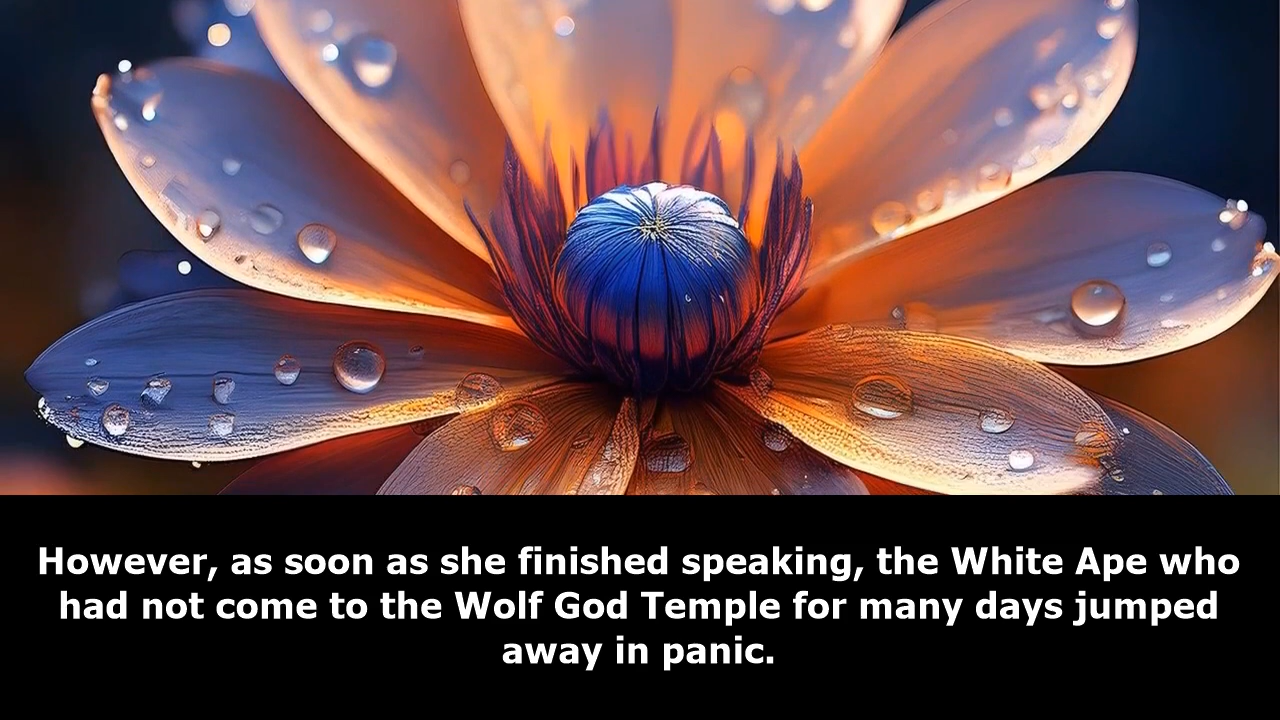 However, as soon as she finished speaking, the White Ape who
had not come to the Wolf God Temple for many days jumped
away in panic.